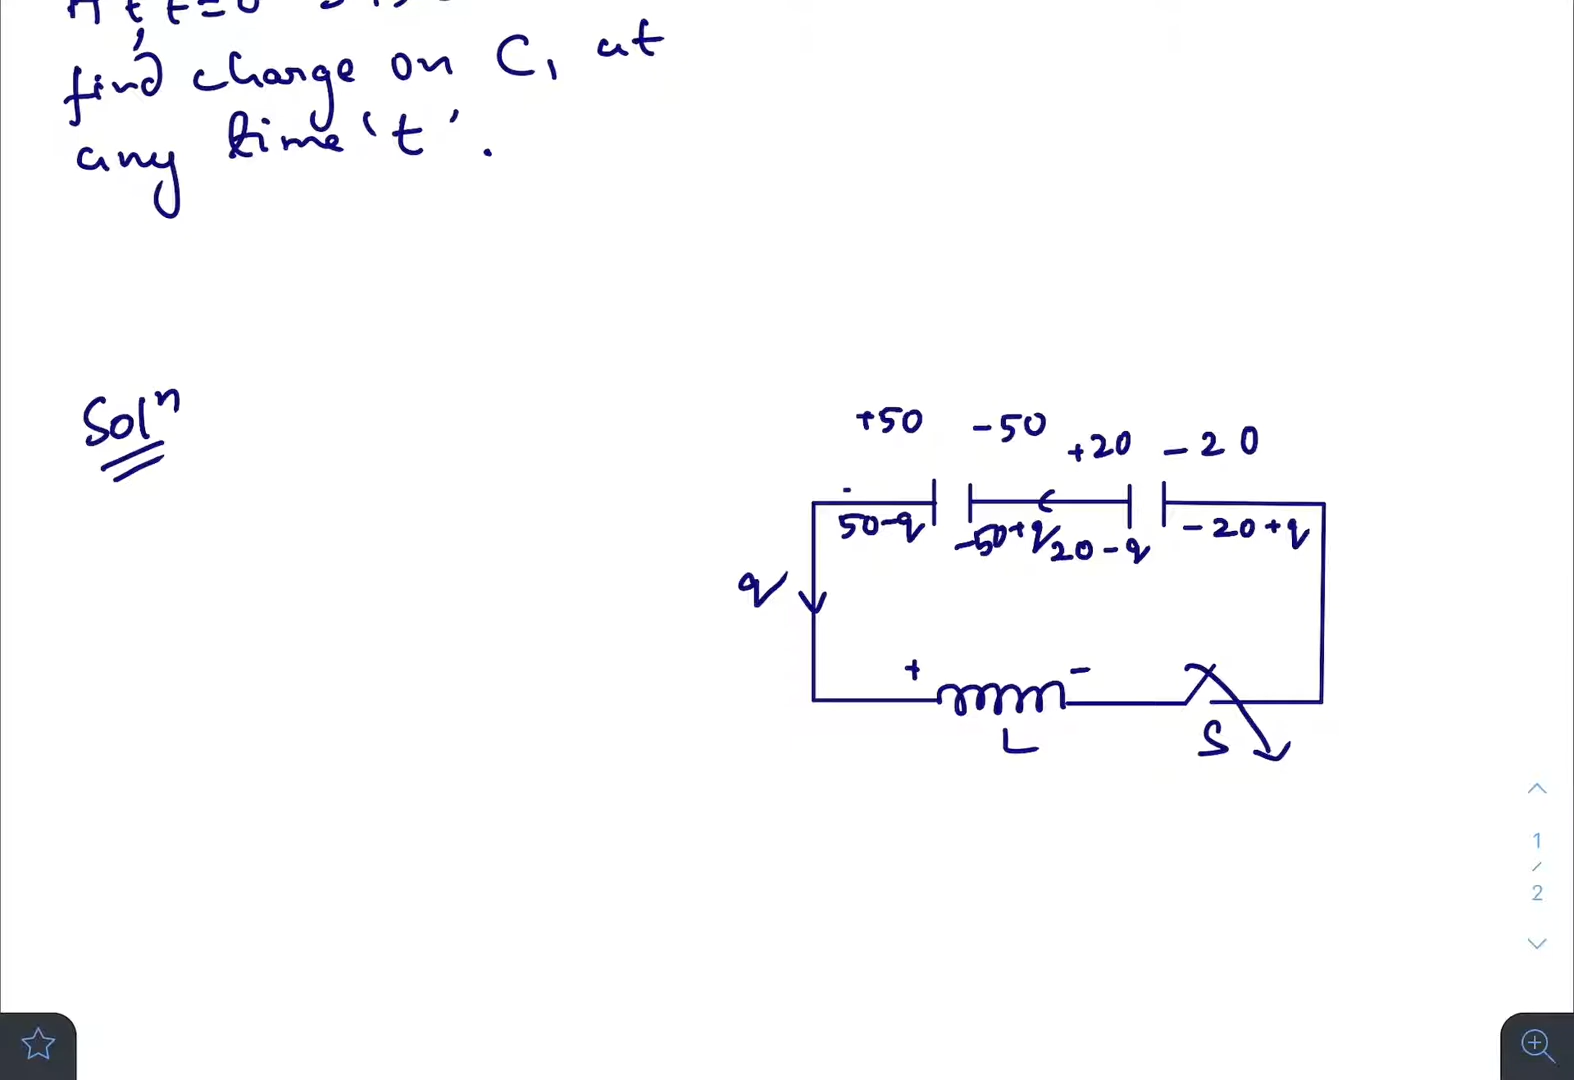 find charge on C₁ at
any time 't'.
Solⁿ
+50 -50 +20 -20
50-q -50+q 20-q -20+q
q
+ -
L S
1
/
2